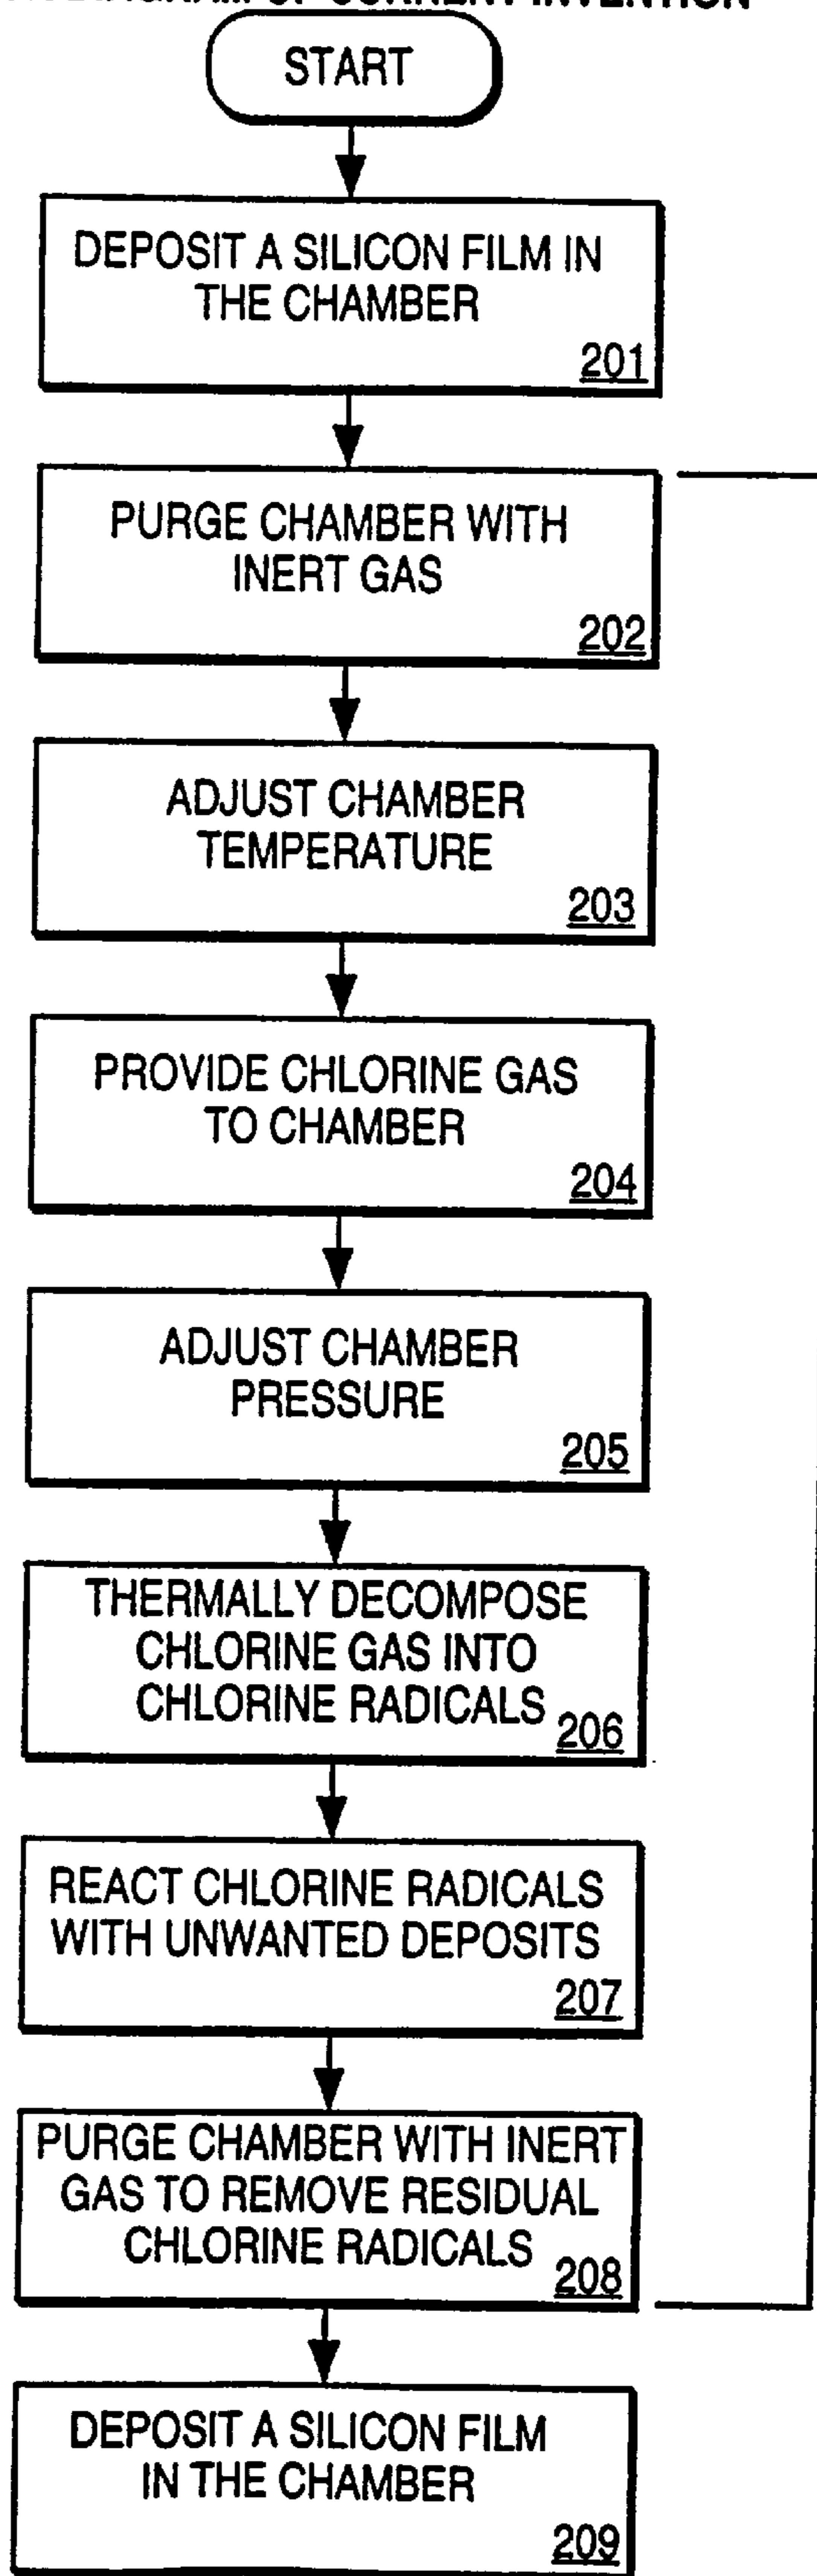 CURRENT INVENTION
START
DEPOSIT A SILICON FILM IN
THE CHAMBER
201
PURGE CHAMBER WITH
INERT GAS
202
ADJUST CHAMBER
TEMPERATURE
203
PROVIDE CHLORINE GAS
TO CHAMBER
204
ADJUST CHAMBER
PRESSURE
205
THERMALLY DECOMPOSE
CHLORINE GAS INTO
CHLORINE RADICALS
206
REACT CHLORINE RADICALS
WITH UNWANTED DEPOSITS
207
PURGE CHAMBER WITH INERT
GAS TO REMOVE RESIDUAL
CHLORINE RADICALS
208
DEPOSIT A SILICON FILM
IN THE CHAMBER
209